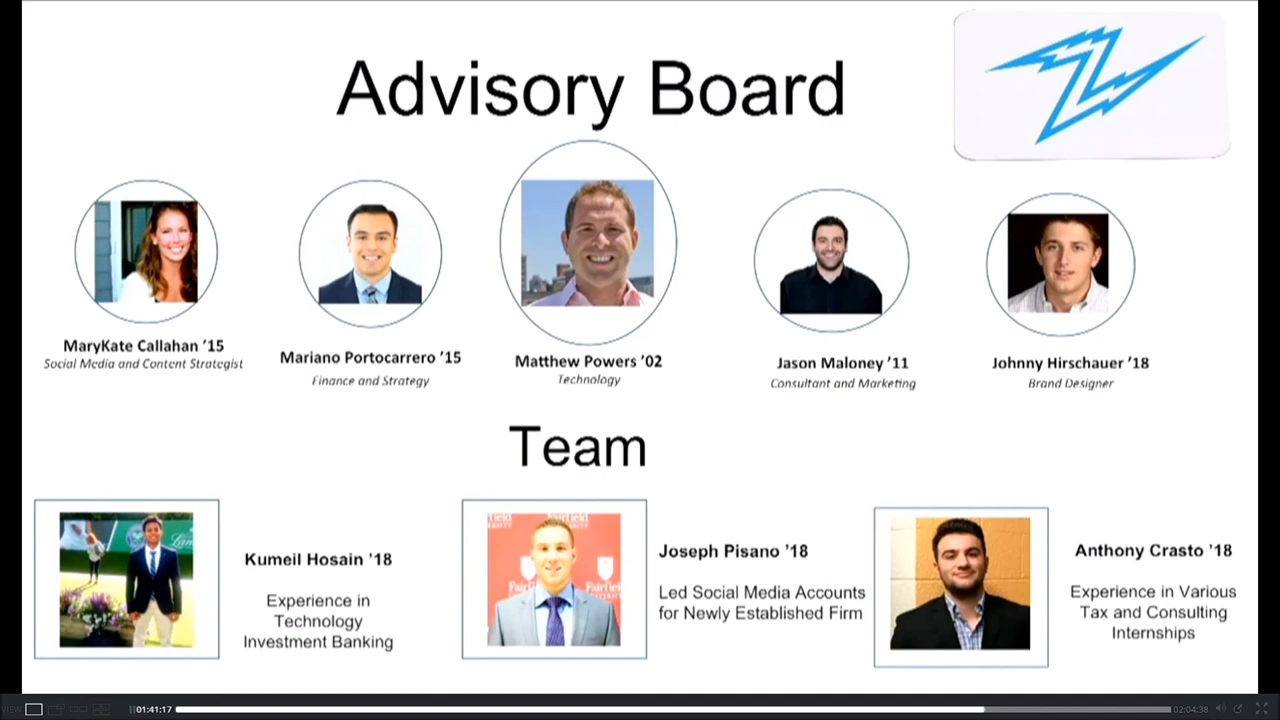 Advisory Board
MaryKate Callahan ’15
Social Media and Content Strategist
Mariano Portocarrero ’15
Finance and Strategy
Matthew Powers ’02
Technology
Jason Maloney ’11
Consultant and Marketing
Johnny Hirschauer ’18
Brand Designer
Team
Kumeil Hosain ’18
Experience in
Technology
Investment Banking
Joseph Pisano ’18
Led Social Media Accounts
for Newly Established Firm
Anthony Crasto ’18
Experience in Various
Tax and Consulting
Internships
VIEW
01:41:17
02:04:38